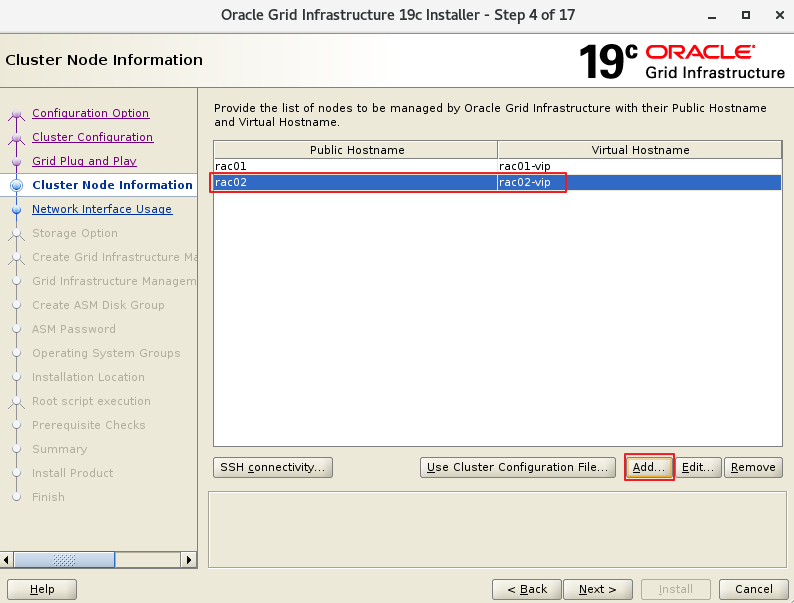 Oracle Grid Infrastructure 19c Installer - Step 4 of 17
Cluster Node Information
19c ORACLE
Grid Infrastructure
Configuration Option
Cluster Configuration
Grid Plug and Play
Cluster Node Information
Network Interface Usage
Storage Option
Create Grid Infrastructure Ma
Grid Infrastructure Managem
Create ASM Disk Group
ASM Password
Operating System Groups
Installation Location
Root script execution
Prerequisite Checks
Summary
Install Product
Finish
Provide the list of nodes to be managed by Oracle Grid Infrastructure with their Public Hostname
and Virtual Hostname.
Public Hostname Virtual Hostname
rac01 rac01-vip
rac02 rac02-vip
SSH connectivity... Use Cluster Configuration File... Add... Edit... Remove
Help < Back Next > Install Cancel